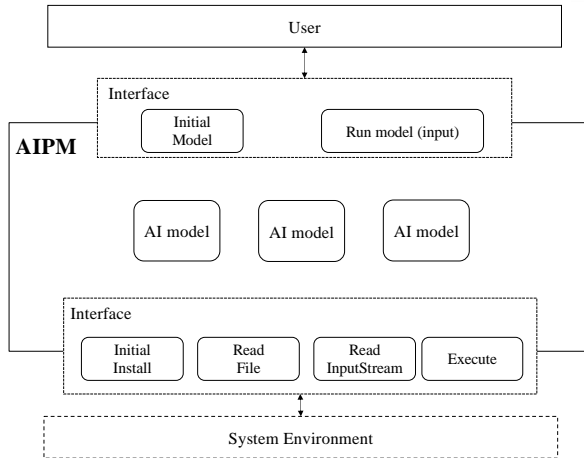 User
Interface
Initial
Model
Run model (input)
AIPM
AI model
AI model
AI model
Interface
Initial
Install
Read
File
Read
InputStream
Execute
System Environment